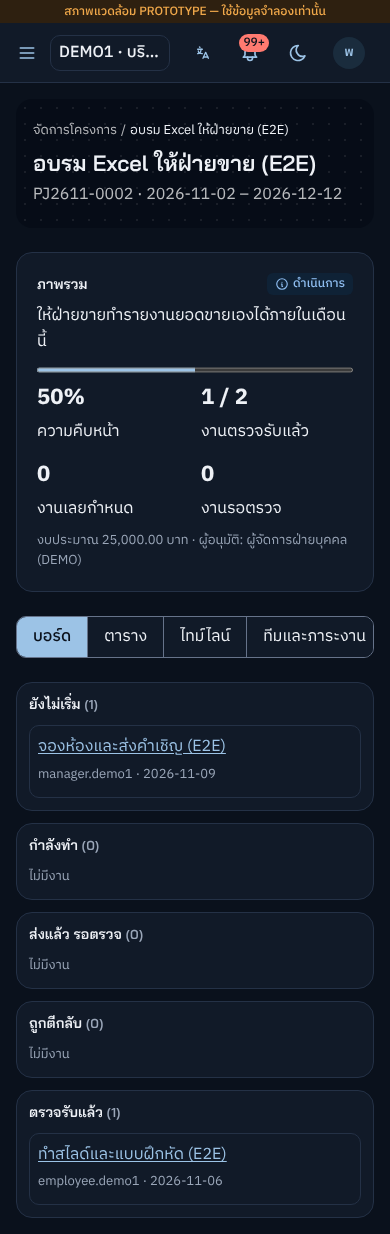 สภาพแวดล้อม PROTOTYPE — ใช้ข้อมูลจำลองเท่านั้น
DEMO1 · บริ...
99+
พ
จัดการโครงการ / อบรม Excel ให้ฝ่ายขาย (E2E)
อบรม Excel ให้ฝ่ายขาย (E2E)
PJ2611-0002 · 2026-11-02 – 2026-12-12
ภาพรวม
ดำเนินการ
ให้ฝ่ายขายทำรายงานยอดขายเองได้ภายในเดือน
นี้
50%
1 / 2
ความคืบหน้า
งานตรวจรับแล้ว
0
0
งานเลยกำหนด
งานรอตรวจ
งบประมาณ 25,000.00 บาท · ผู้อนุมัติ: ผู้จัดการฝ่ายบุคคล
(DEMO)
บอร์ด
ตาราง
ไทม์ไลน์
ทีมและภาระงาน
ยังไม่เริ่ม (1)
จองห้องและส่งคำเชิญ (E2E)
manager.demo1 · 2026-11-09
กำลังทำ (0)
ไม่มีงาน
ส่งแล้ว รอตรวจ (0)
ไม่มีงาน
ถูกตีกลับ (0)
ไม่มีงาน
ตรวจรับแล้ว (1)
ทำสไลด์และแบบฝึกหัด (E2E)
employee.demo1 · 2026-11-06